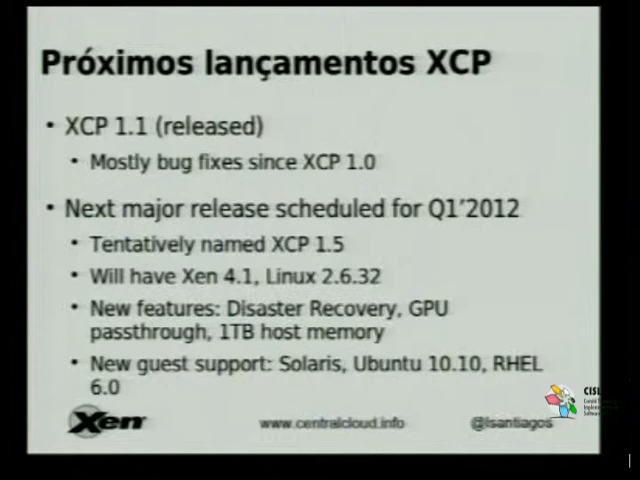 Próximos lançamentos XCP
• XCP 1.1 (released)
• Mostly bug fixes since XCP 1.0
• Next major release scheduled for Q1'2012
• Tentatively named XCP 1.5
• Will have Xen 4.1, Linux 2.6.32
• New features: Disaster Recovery, GPU
passthrough, 1TB host memory
• New guest support: Solaris, Ubuntu 10.10, RHEL
6.0
Xen
www.centralcloud.info
@lsantiagos
CISL